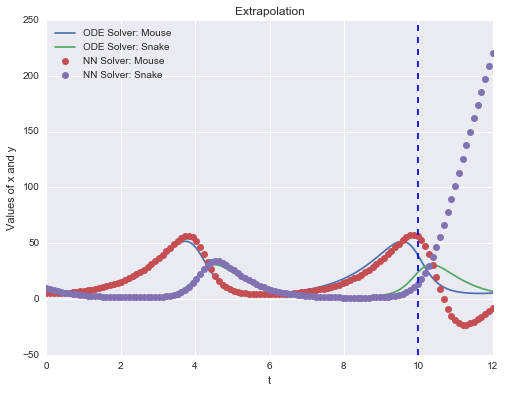 Extrapolation
ODE Solver: Mouse
ODE Solver: Snake
NN Solver: Mouse
NN Solver: Snake
Values of x and y
250
200
150
100
50
0
−50
0 2 4 6 8 10 12
t